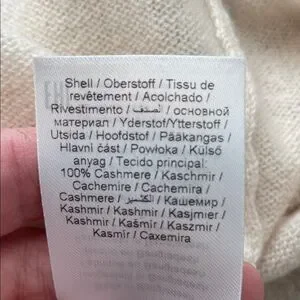 Shell / Oberstoff / Tissu de
revêtement / Acolchado /
Rivestimento / الصدف / основной
материал / Yderstof/Ytterstoff /
Utsida / Hoofdstof / Pääkangas /
Hlavní část / Powłoka / Külső
anyag / Tecido principal:
100% Cashmere / Kaschmir /
Cachemire / Cachemira /
Cashmere / الكشمير / Кашемир /
Kashmir / Kashmir / Kasjmier /
Kashmir / Kašmír / Kaszmir /
Kasmír / Caxemira